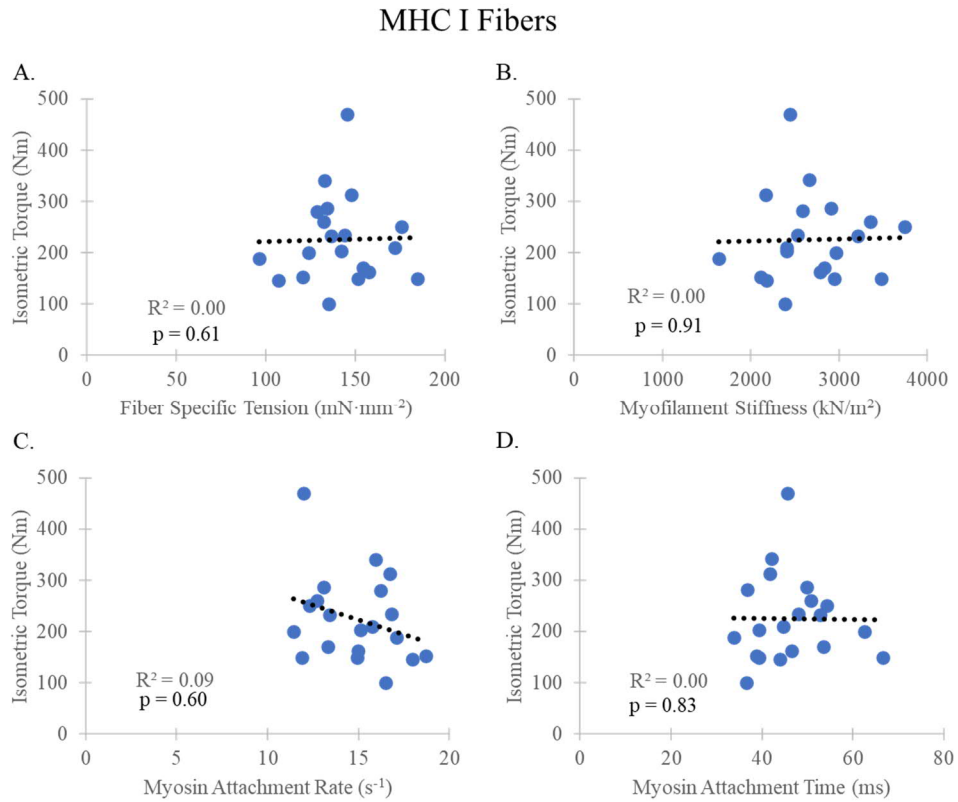 MHC I Fibers
A.
Isometric Torque (Nm)
500
400
300
200
100
0
R² = 0.00
p = 0.61
0 50 100 150 200
Fiber Specific Tension (mN·mm⁻²)
B.
Isometric Torque (Nm)
500
400
300
200
100
0
R² = 0.00
p = 0.91
0 1000 2000 3000 4000
Myofilament Stiffness (kN/m²)
C.
Isometric Torque (Nm)
500
400
300
200
100
0
R² = 0.09
p = 0.60
0 5 10 15 20
Myosin Attachment Rate (s⁻¹)
D.
Isometric Torque (Nm)
500
400
300
200
100
0
R² = 0.00
p = 0.83
0 20 40 60 80
Myosin Attachment Time (ms)